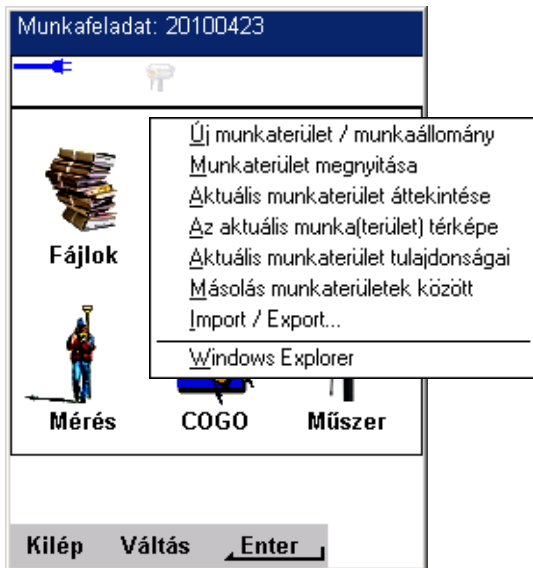 Munkafeladat: 20100423
Új munkaterület / munkaállomány
Munkaterület megnyitása
Aktuális munkaterület áttekintése
Az aktuális munka(terület) térképe
Aktuális munkaterület tulajdonságai
Másolás munkaterületek között
Import / Export...
Windows Explorer
Fájlok
Mérés COGO Műszer
Kilép Váltás Enter